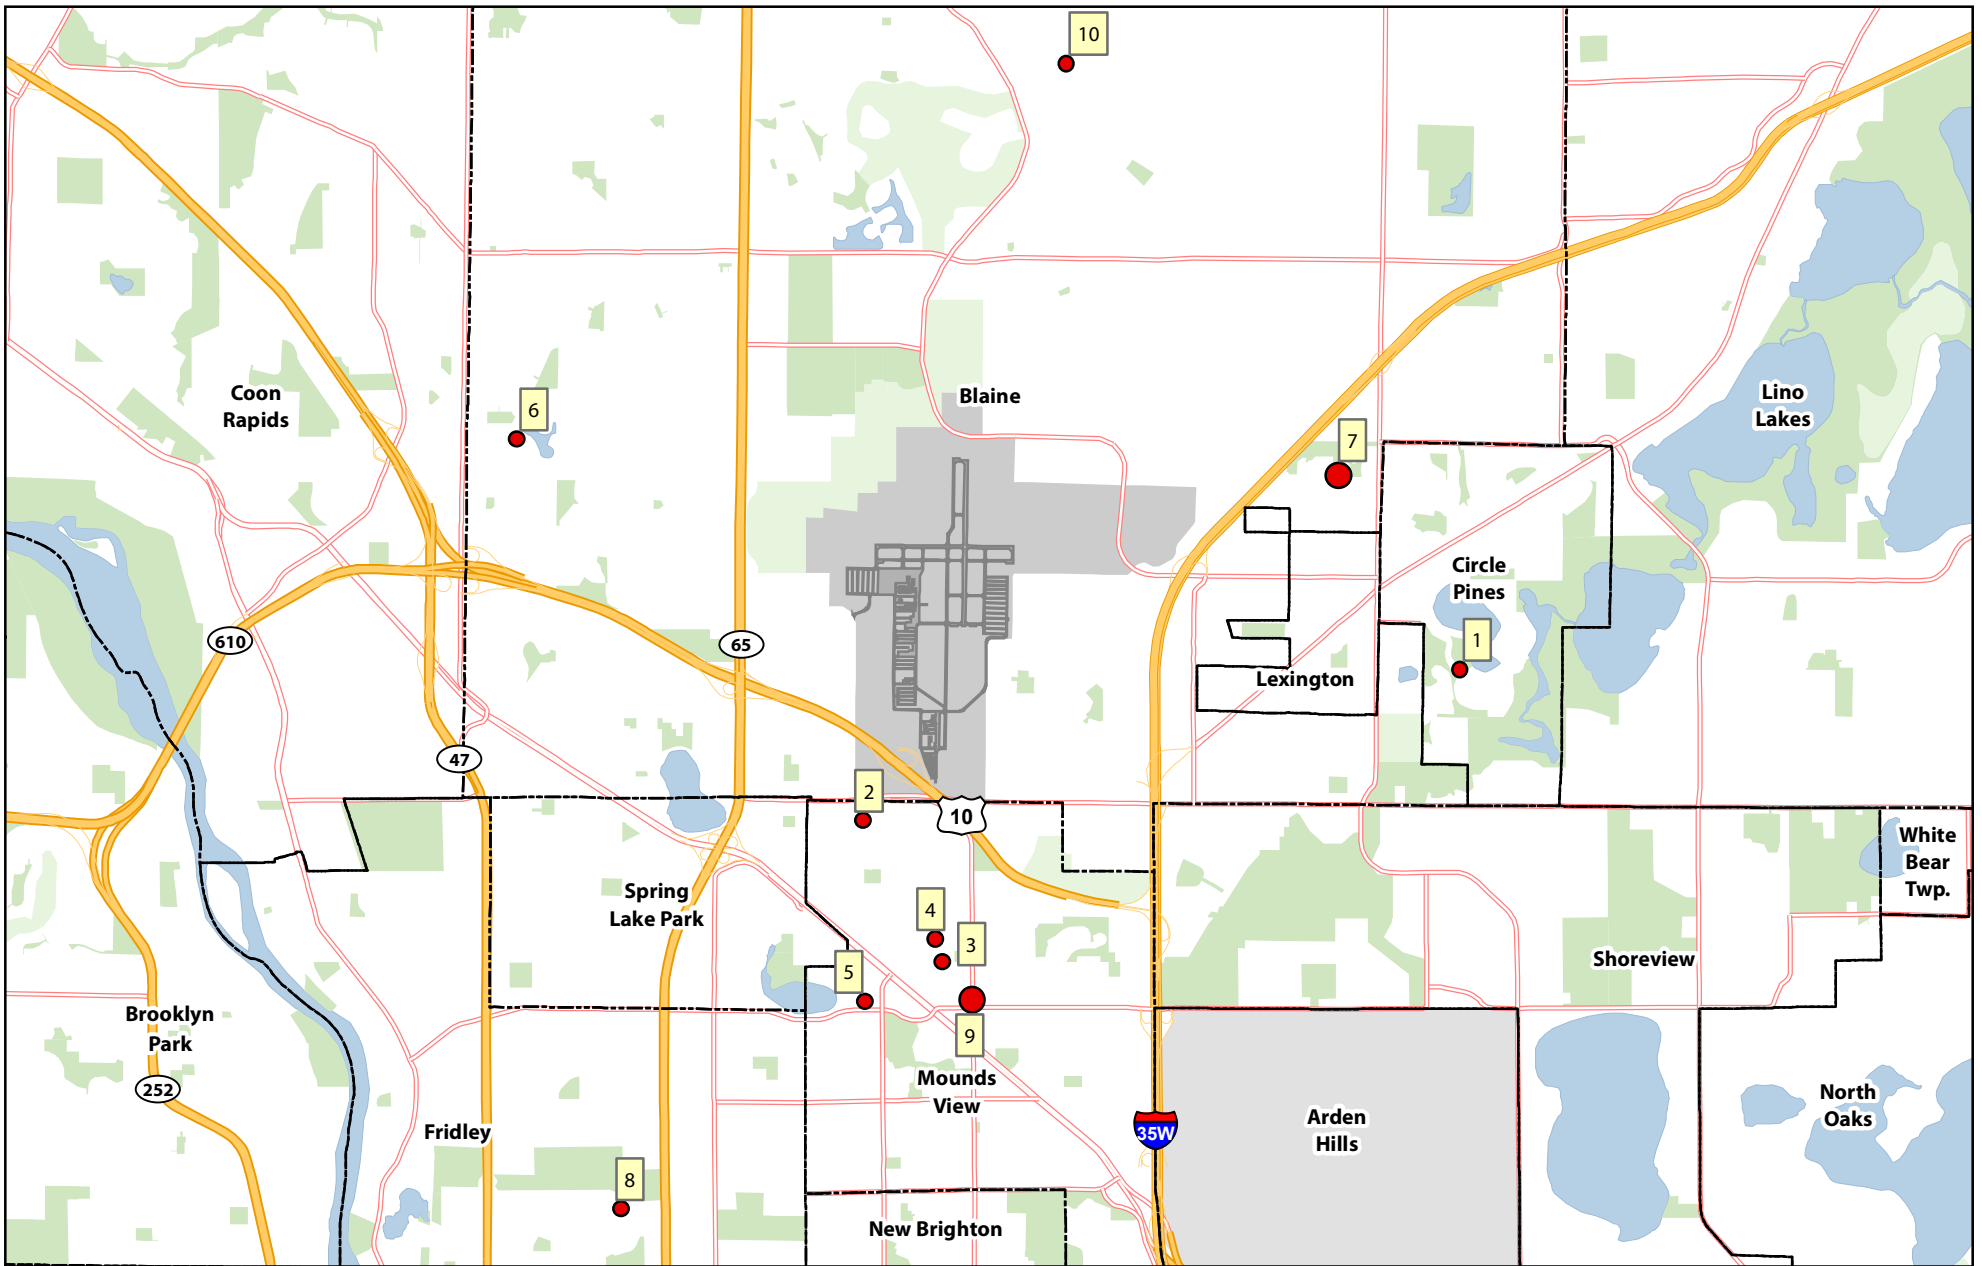 10
Coon
Rapids
6
Blaine
7
Lino
Lakes
Circle
Pines
610
65
1
Lexington
47
2
10
White
Bear
Twp.
Spring
Lake Park
4
3
5
Shoreview
Brooklyn
Park
9
252
Mounds
View
North
Oaks
Fridley
35W
Arden
Hills
8
New Brighton